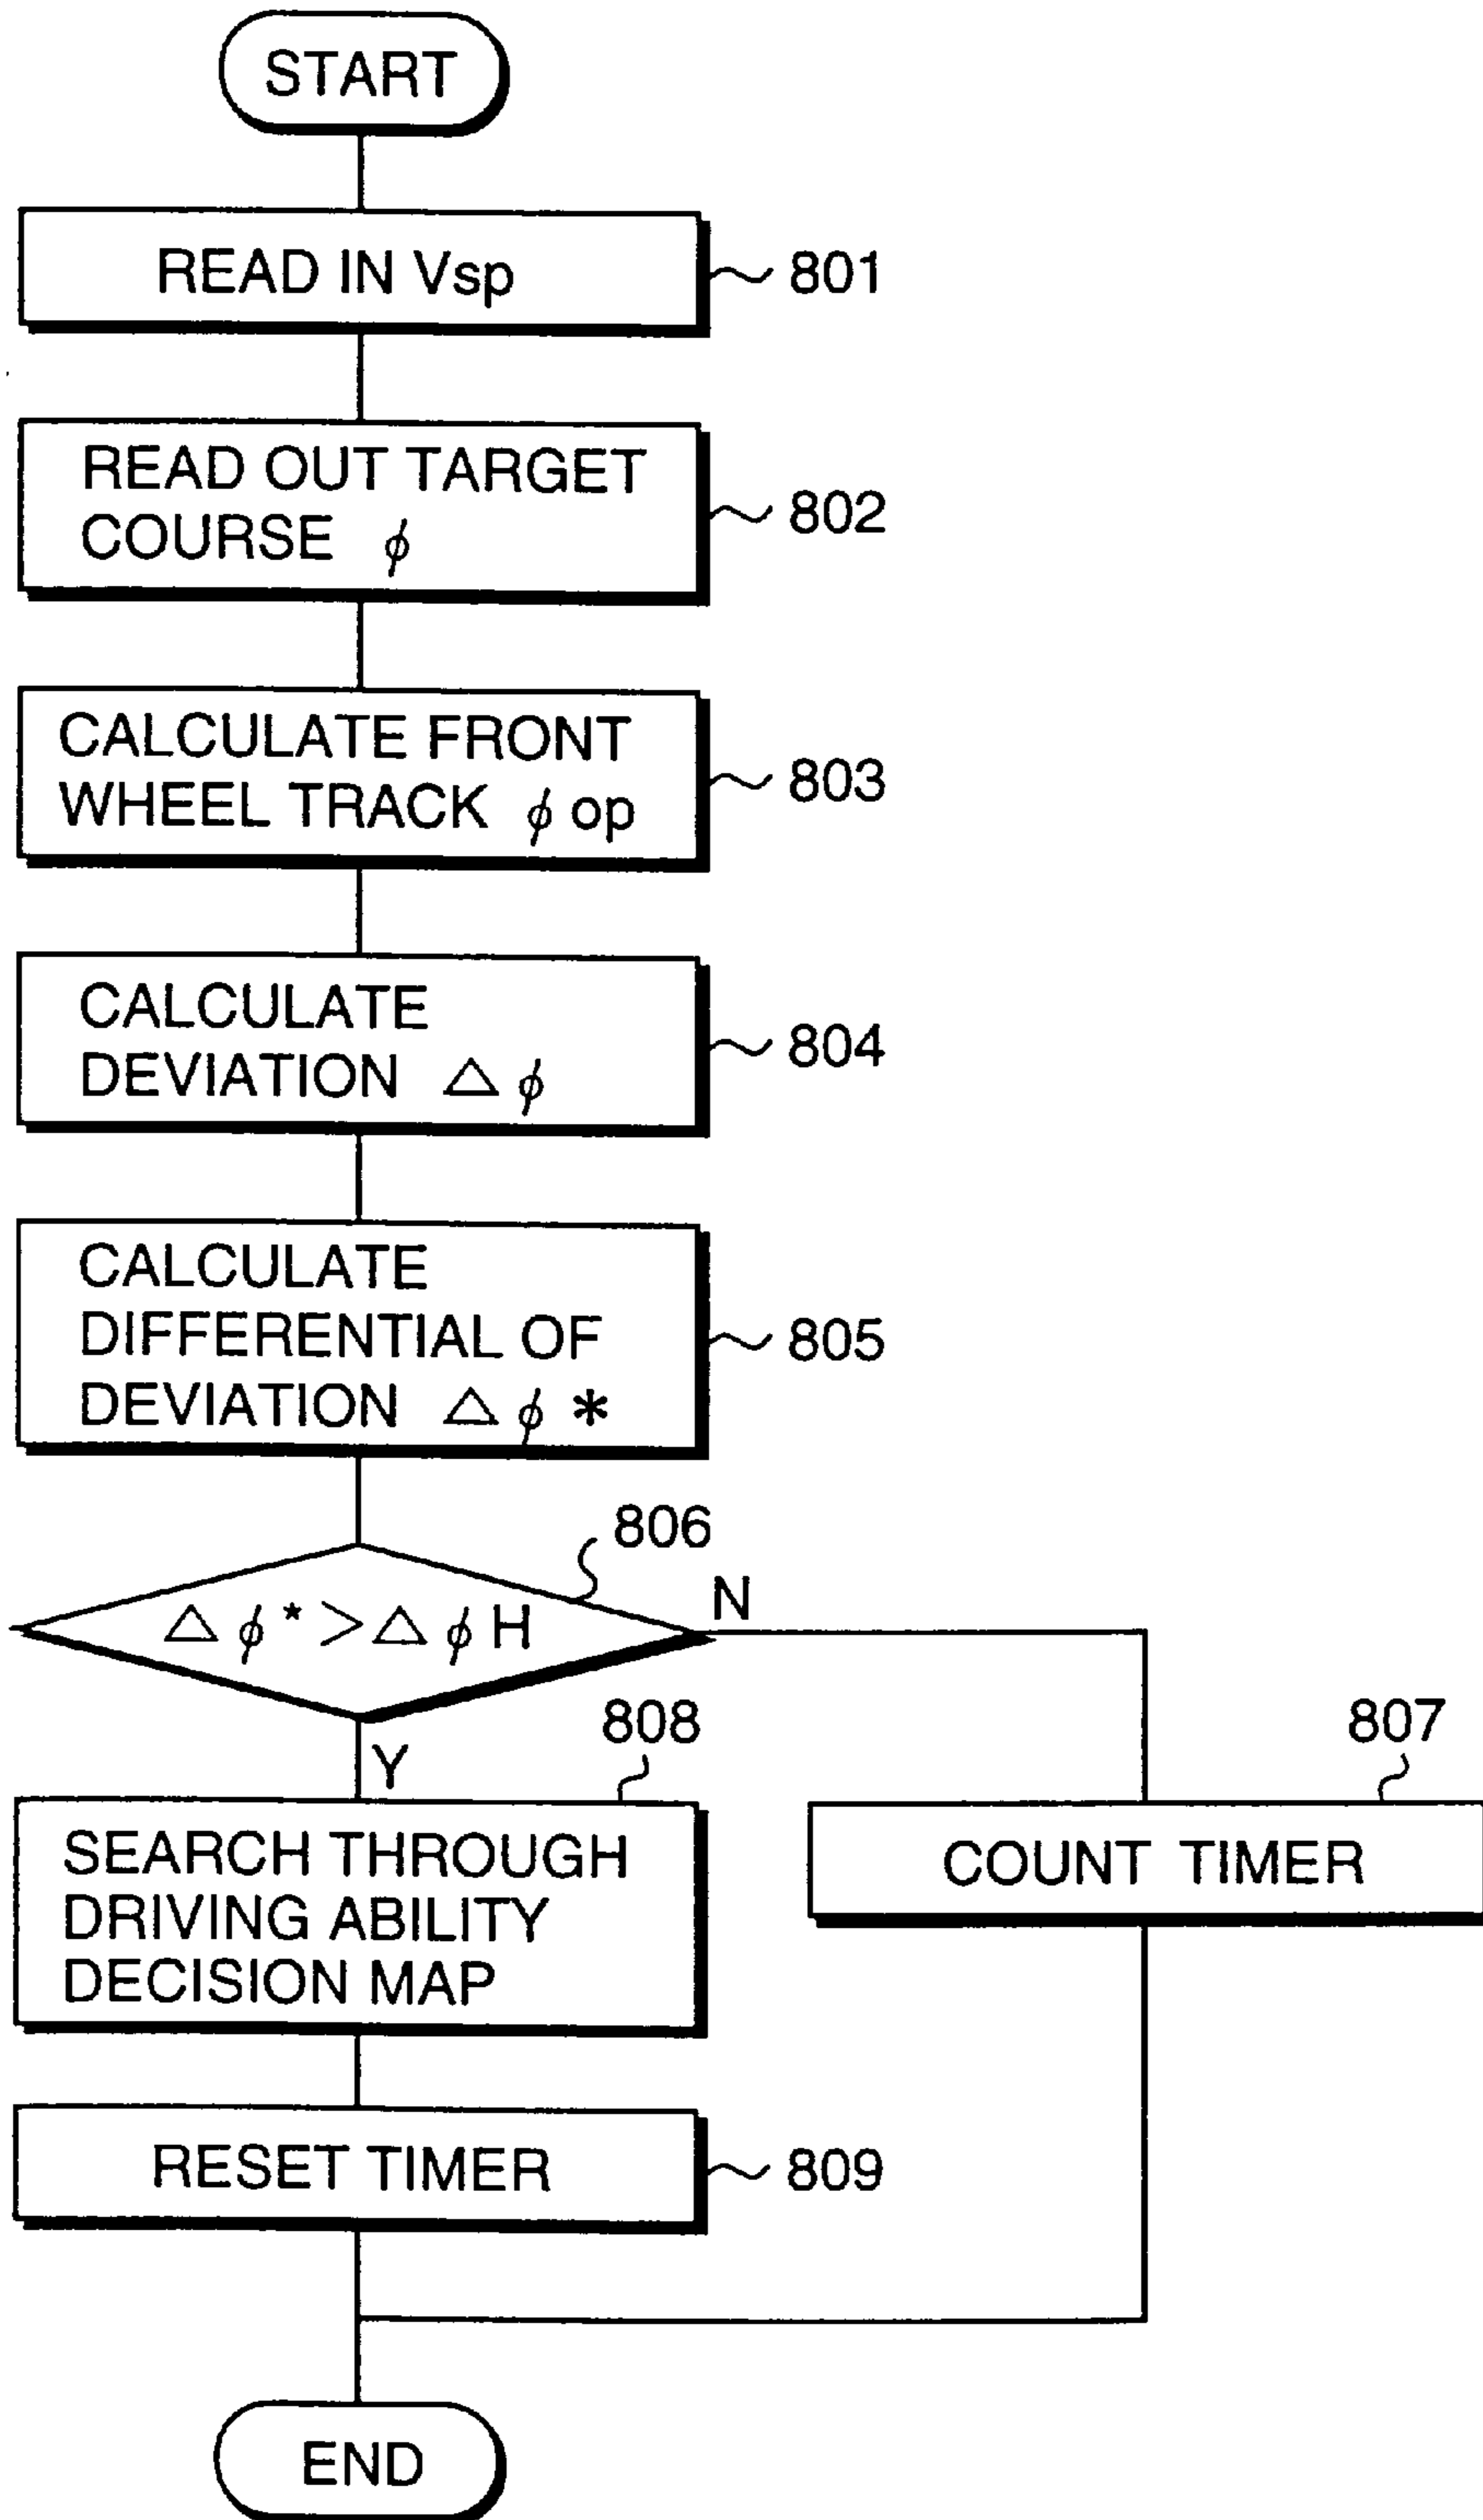 START
READ IN Vsp
801
READ OUT TARGET
COURSE ϕ
802
CALCULATE FRONT
WHEEL TRACK ϕ op
803
CALCULATE
DEVIATION △ ϕ
804
CALCULATE
DIFFERENTIAL OF
DEVIATION △ ϕ *
805
806
△ ϕ * > △ ϕ H
N
Y
808
807
SEARCH THROUGH
DRIVING ABILITY
DECISION MAP
COUNT TIMER
RESET TIMER
809
END